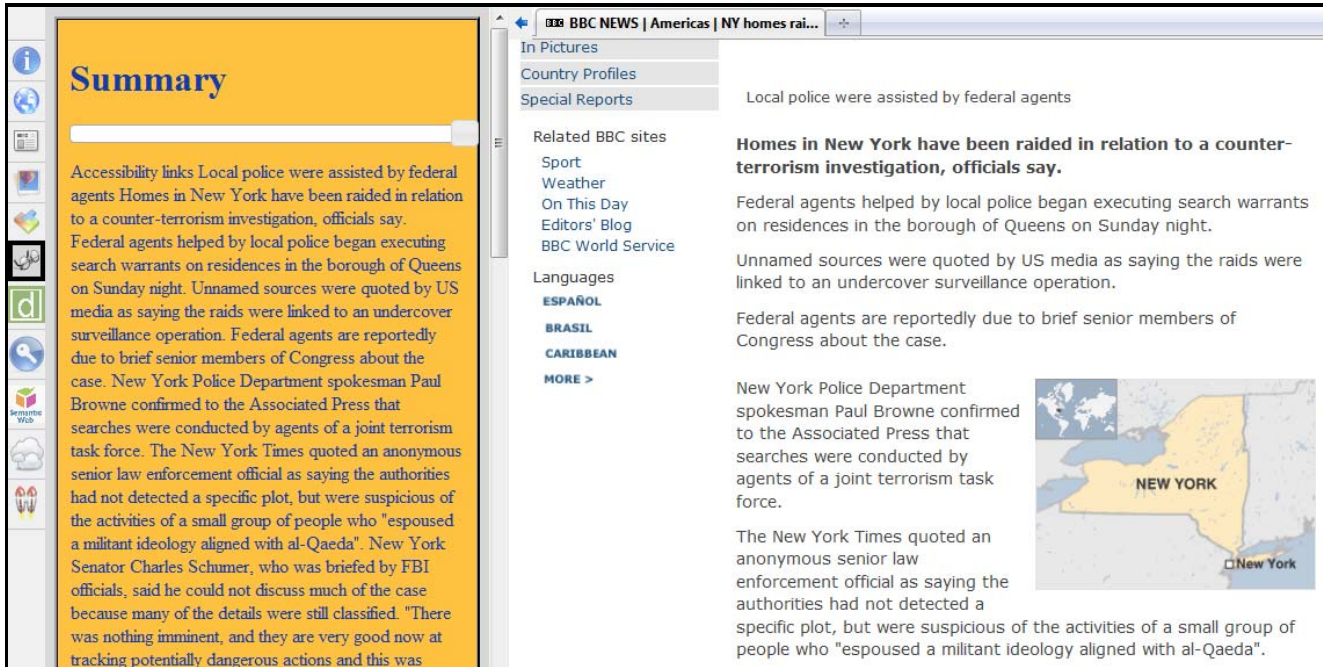 Semantic
Web
d
Summary
Accessibility links Local police were assisted by federal
agents Homes in New York have been raided in relation
to a counter-terrorism investigation, officials say.
Federal agents helped by local police began executing
search warrants on residences in the borough of Queens
on Sunday night. Unnamed sources were quoted by US
media as saying the raids were linked to an undercover
surveillance operation. Federal agents are reportedly
due to brief senior members of Congress about the
case. New York Police Department spokesman Paul
Browne confirmed to the Associated Press that
searches were conducted by agents of a joint terrorism
task force. The New York Times quoted an anonymous
senior law enforcement official as saying the authorities
had not detected a specific plot, but were suspicious of
the activities of a small group of people who "espoused
a militant ideology aligned with al-Qaeda". New York
Senator Charles Schumer, who was briefed by FBI
officials, said he could not discuss much of the case
because many of the details were still classified. "There
was nothing imminent, and they are very good now at
tracking potentially dangerous actions and this was
BBC BBC NEWS | Americas | NY homes rai...
In Pictures
Country Profiles
Special Reports
Related BBC sites
Sport
Weather
On This Day
Editors' Blog
BBC World Service
Languages
ESPAÑOL
BRASIL
CARIBBEAN
MORE >
Local police were assisted by federal agents
Homes in New York have been raided in relation to a counter-
terrorism investigation, officials say.
Federal agents helped by local police began executing search warrants
on residences in the borough of Queens on Sunday night.
Unnamed sources were quoted by US media as saying the raids were
linked to an undercover surveillance operation.
Federal agents are reportedly due to brief senior members of
Congress about the case.
New York Police Department
spokesman Paul Browne confirmed
to the Associated Press that
searches were conducted by
agents of a joint terrorism task
force.
The New York Times quoted an
anonymous senior law
enforcement official as saying the
authorities had not detected a
specific plot, but were suspicious of the activities of a small group of
people who "espoused a militant ideology aligned with al-Qaeda".
NEW YORK
New York